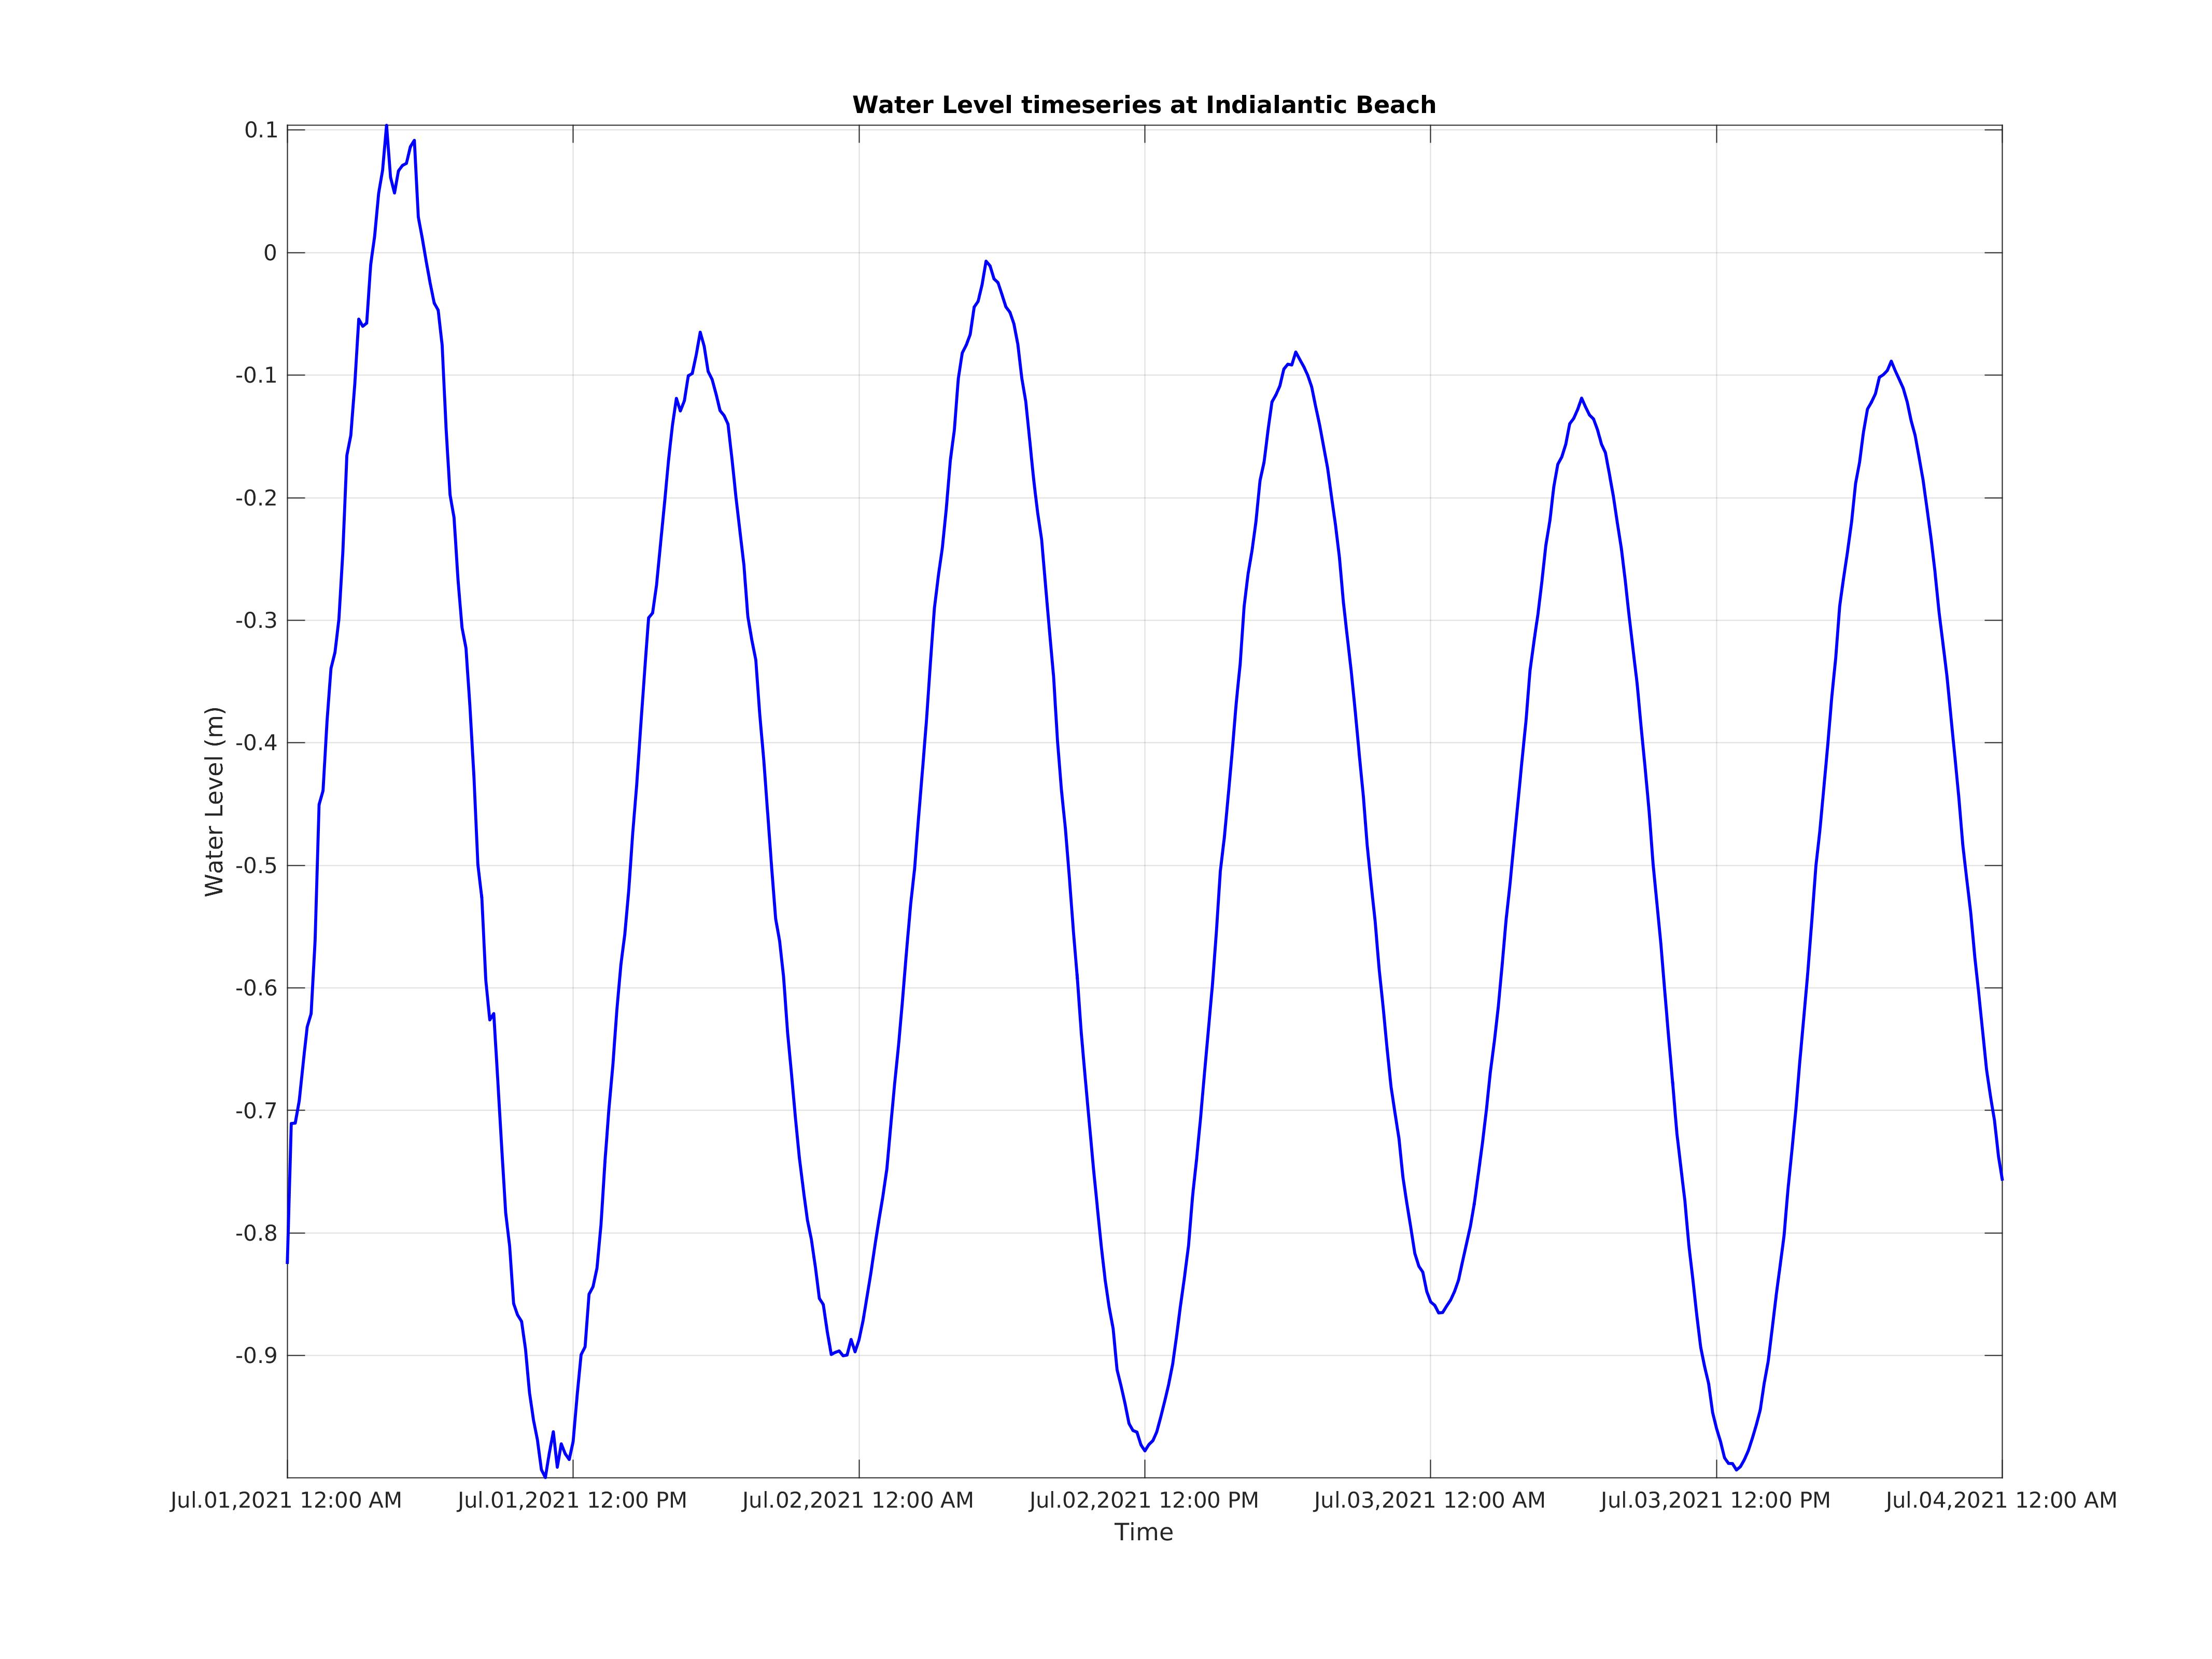 Water Level timeseries at Indialantic Beach
0.1
0
-0.1
-0.2
-0.3
-0.4
-0.5
-0.6
-0.7
-0.8
-0.9
Water Level (m)
Jul.01,2021 12:00 AM
Jul.01,2021 12:00 PM
Jul.02,2021 12:00 AM
Jul.02,2021 12:00 PM
Jul.03,2021 12:00 AM
Jul.03,2021 12:00 PM
Jul.04,2021 12:00 AM
Time